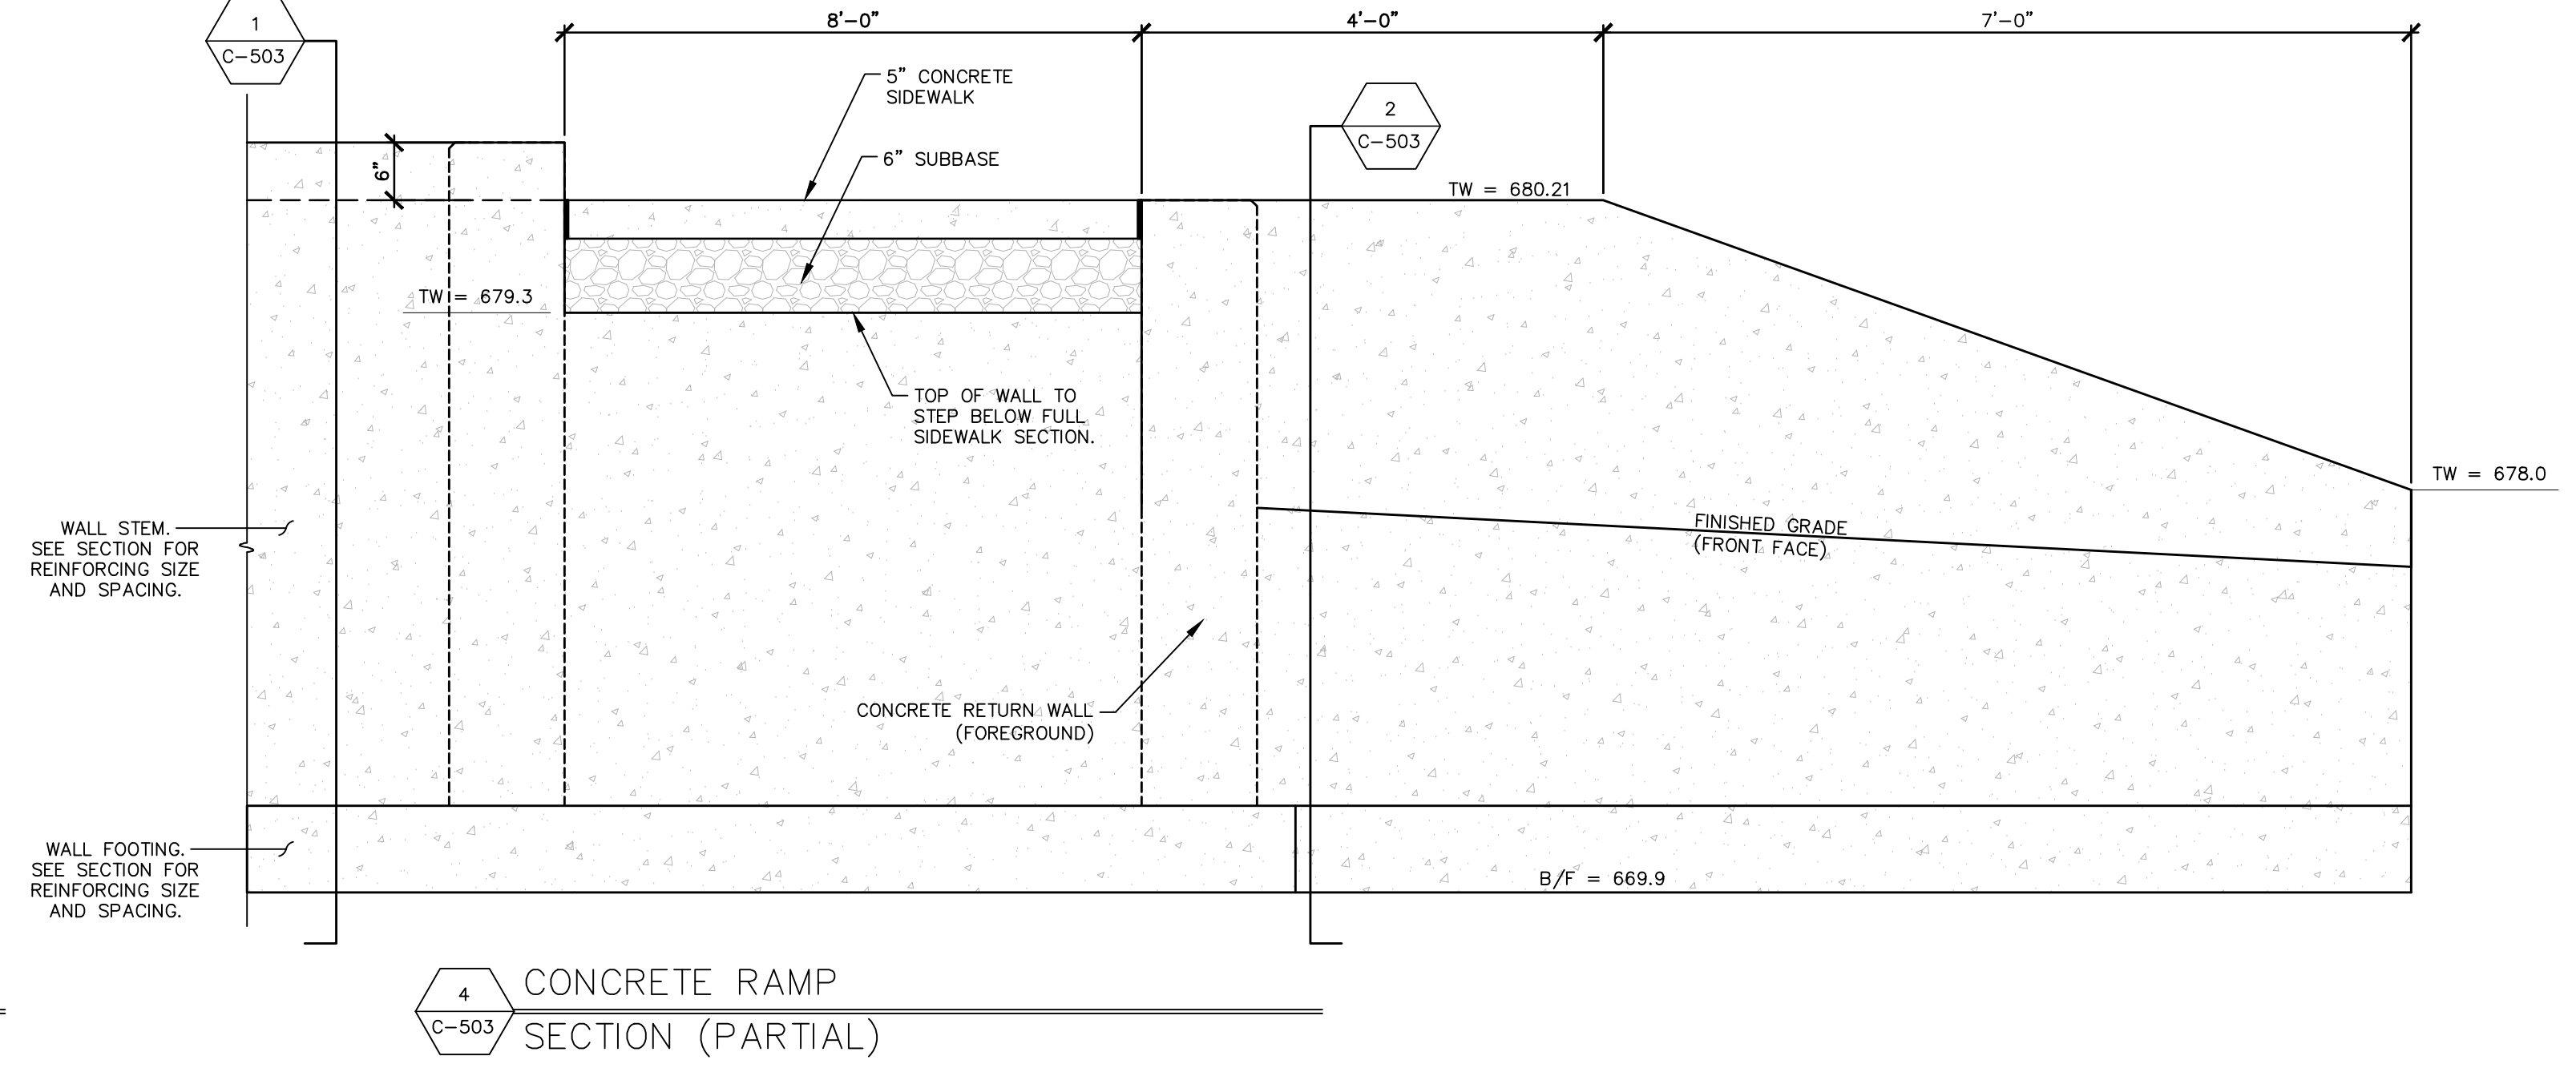 1
C-503
8'-0"
4'-0"
7'-0"
5" CONCRETE
SIDEWALK
2
C-503
6" SUBBASE
6"
TW = 680.21
TW = 679.3
TOP OF WALL TO
STEP BELOW FULL
SIDEWALK SECTION.
TW = 678.0
WALL STEM.
SEE SECTION FOR
REINFORCING SIZE
AND SPACING.
FINISHED GRADE
(FRONT FACE)
CONCRETE RETURN WALL
(FOREGROUND)
WALL FOOTING.
SEE SECTION FOR
REINFORCING SIZE
AND SPACING.
B/F = 669.9
4
C-503
CONCRETE RAMP
SECTION (PARTIAL)